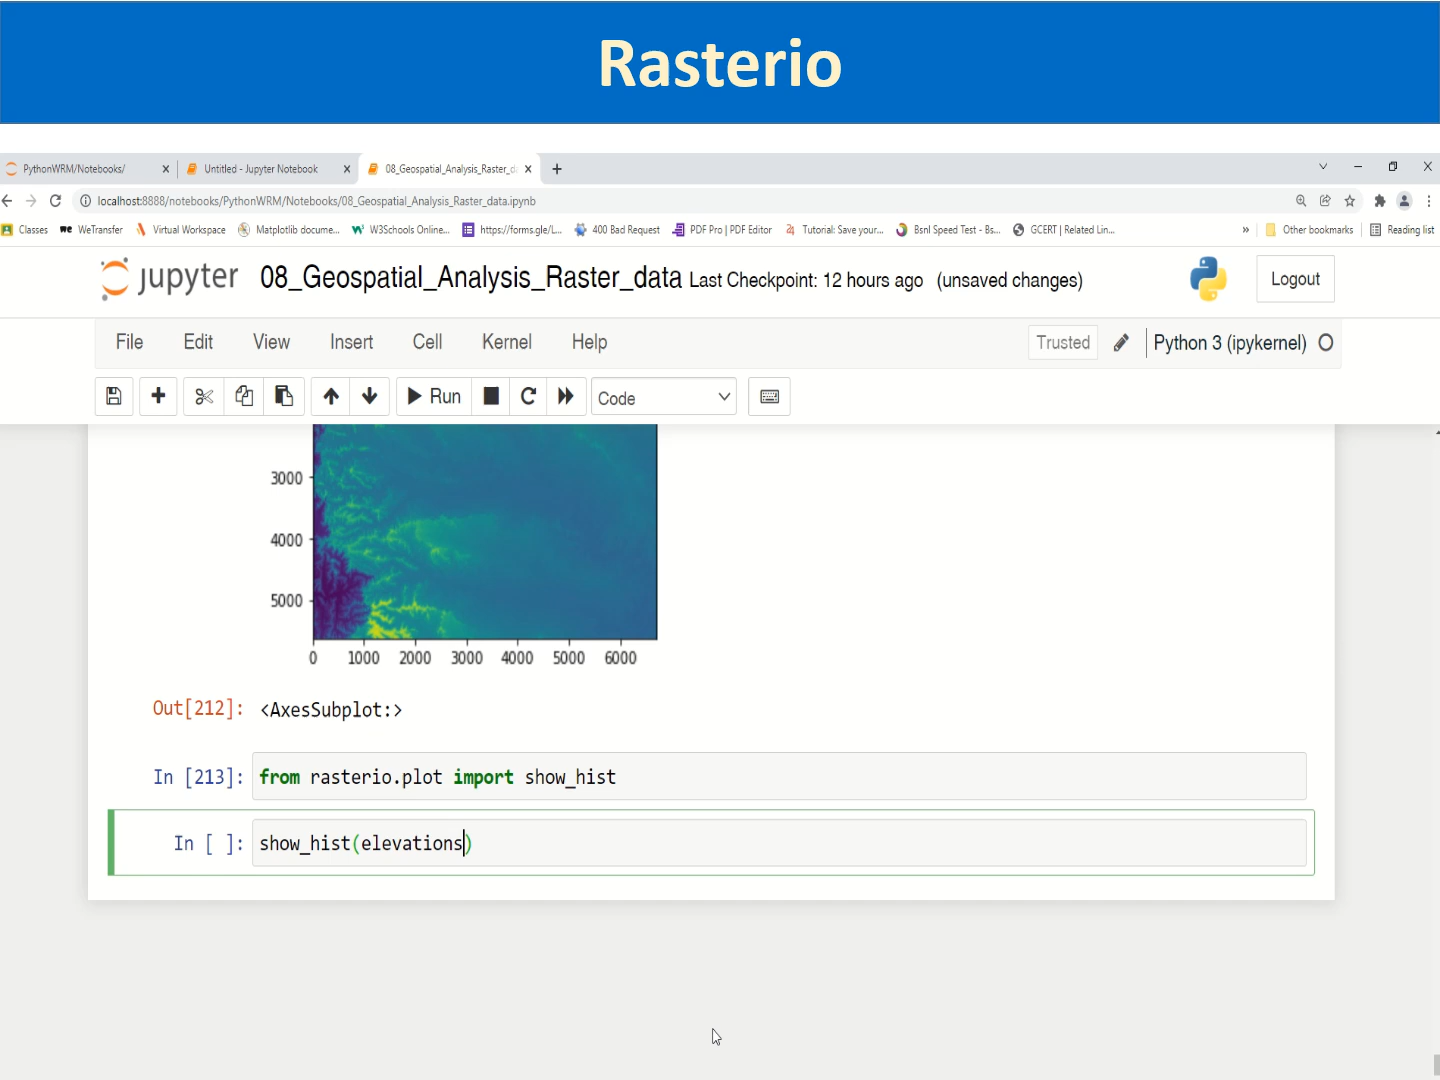 Rasterio
PythonWRM/Notebooks/
Untitled - Jupyter Notebook
08_Geospatial_Analysis_Raster_d
localhost:8888/notebooks/PythonWRM/Notebooks/08_Geospatial_Analysis_Raster_data.ipynb
Classes WeTransfer Virtual Workspace Matplotlib docume... W3Schools Online... https://forms.gle/L... 400 Bad Request PDF Pro | PDF Editor Tutorial: Save your... Bsnl Speed Test - Bs... GCERT | Related Lin... » Other bookmarks Reading list
jupyter 08_Geospatial_Analysis_Raster_data Last Checkpoint: 12 hours ago (unsaved changes) Logout
File Edit View Insert Cell Kernel Help Trusted Python 3 (ipykernel)
Run Code
3000
4000
5000
0 1000 2000 3000 4000 5000 6000
Out[212]: <AxesSubplot:>
In [213]: from rasterio.plot import show_hist
In [ ]: show_hist(elevations)